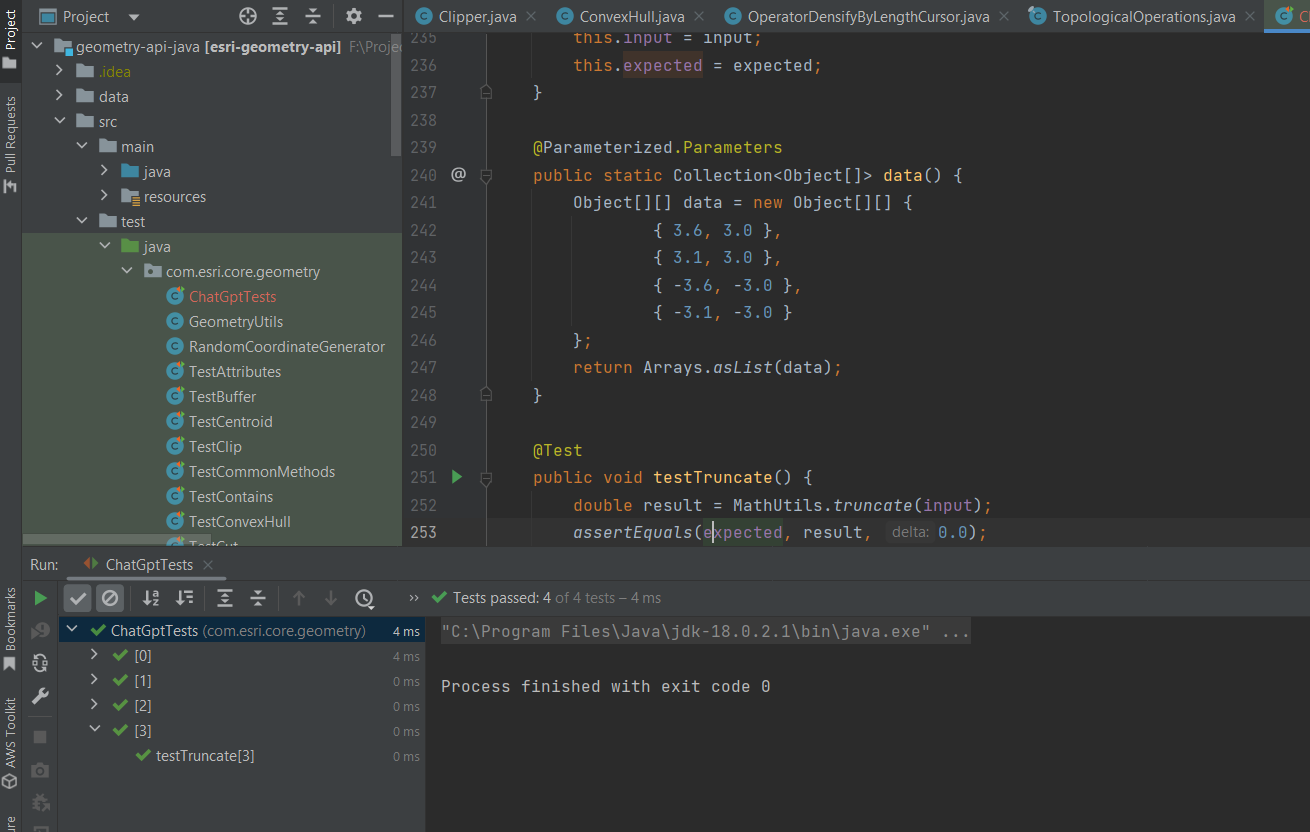 Project
Clipper.java
ConvexHull.java
OperatorDensifyByLengthCursor.java
TopologicalOperations.java
Project
Pull Requests
Bookmarks
AWS Toolkit
geometry-api-java [esri-geometry-api] F:\Projec
.idea
data
src
main
java
resources
test
java
com.esri.core.geometry
ChatGptTests
GeometryUtils
RandomCoordinateGenerator
TestAttributes
TestBuffer
TestCentroid
TestClip
TestCommonMethods
TestContains
TestConvexHull
TestCut
235 this.input = input;
236 this.expected = expected;
237 }
238
239 @Parameterized.Parameters
240 @ public static Collection<Object[]> data() {
241 Object[][] data = new Object[][] {
242 { 3.6, 3.0 },
243 { 3.1, 3.0 },
244 { -3.6, -3.0 },
245 { -3.1, -3.0 }
246 };
247 return Arrays.asList(data);
248 }
249
250 @Test
251 public void testTruncate() {
252 double result = MathUtils.truncate(input);
253 assertEquals(expected, result, delta: 0.0);
Run: ChatGptTests
Tests passed: 4 of 4 tests – 4 ms
ChatGptTests (com.esri.core.geometry) 4 ms
[0] 4 ms
[1] 0 ms
[2] 0 ms
[3] 0 ms
testTruncate[3] 0 ms
"C:\Program Files\Java\jdk-18.0.2.1\bin\java.exe" ...
Process finished with exit code 0